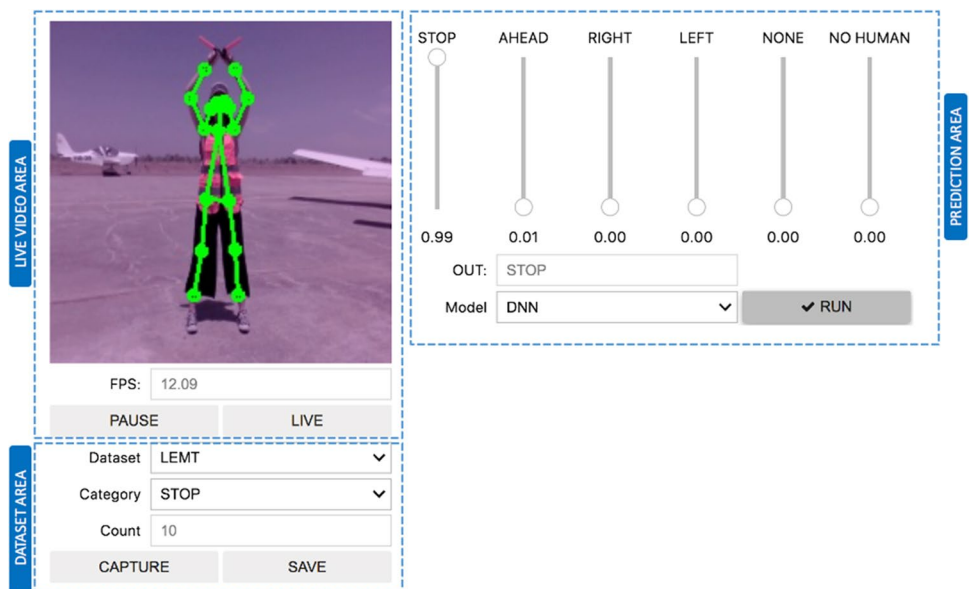 LIVE VIDEO AREA
FPS: 12.09
PAUSE LIVE
DATASET AREA
Dataset LEMT
Category STOP
Count 10
CAPTURE SAVE
STOP AHEAD RIGHT LEFT NONE NO HUMAN
0.99 0.01 0.00 0.00 0.00 0.00
OUT: STOP
Model DNN ✔ RUN
PREDICTION AREA